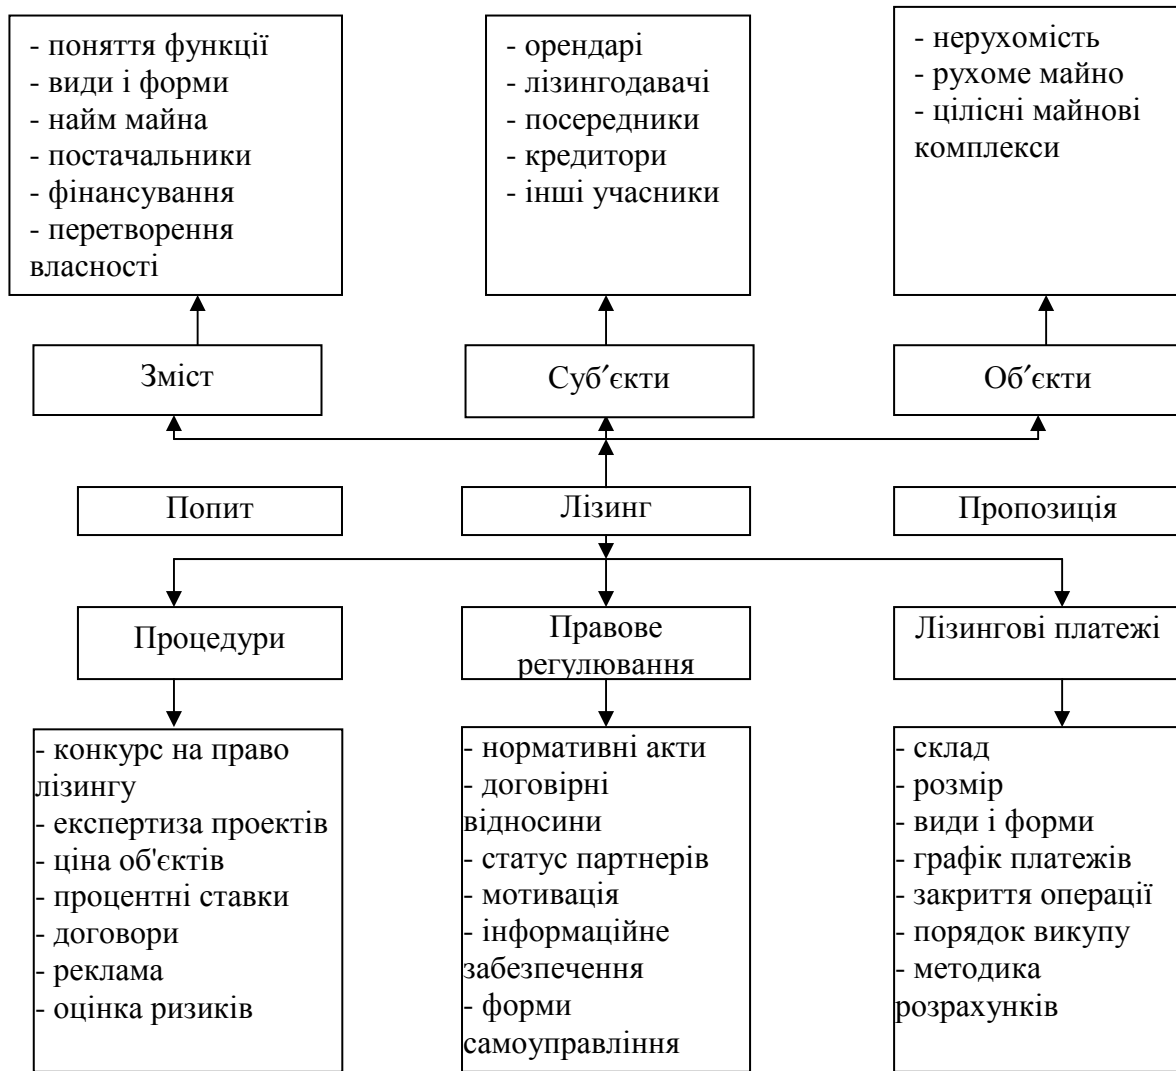 - поняття функції
- види і форми
- найм майна
- постачальники
- фінансування
- перетворення
власності
- орендарі
- лізингодавачі
- посередники
- кредитори
- інші учасники
- нерухомість
- рухоме майно
- цілісні майнові
комплекси
Зміст
Суб′єкти
Об′єкти
Попит
Лізинг
Пропозиція
Процедури
Правове
регулювання
Лізингові платежі
- конкурс на право
лізингу
- експертиза проектів
- ціна об'єктів
- процентні ставки
- договори
- реклама
- оцінка ризиків
- нормативні акти
- договірні
відносини
- статус партнерів
- мотивація
- інформаційне
забезпечення
- форми
самоуправління
- склад
- розмір
- види і форми
- графік платежів
- закриття операції
- порядок викупу
- методика
розрахунків